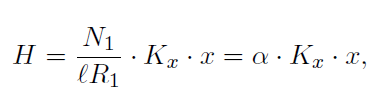 H = \frac{N_1}{\ell R_1} \cdot K_x \cdot x = \alpha \cdot K_x \cdot x,